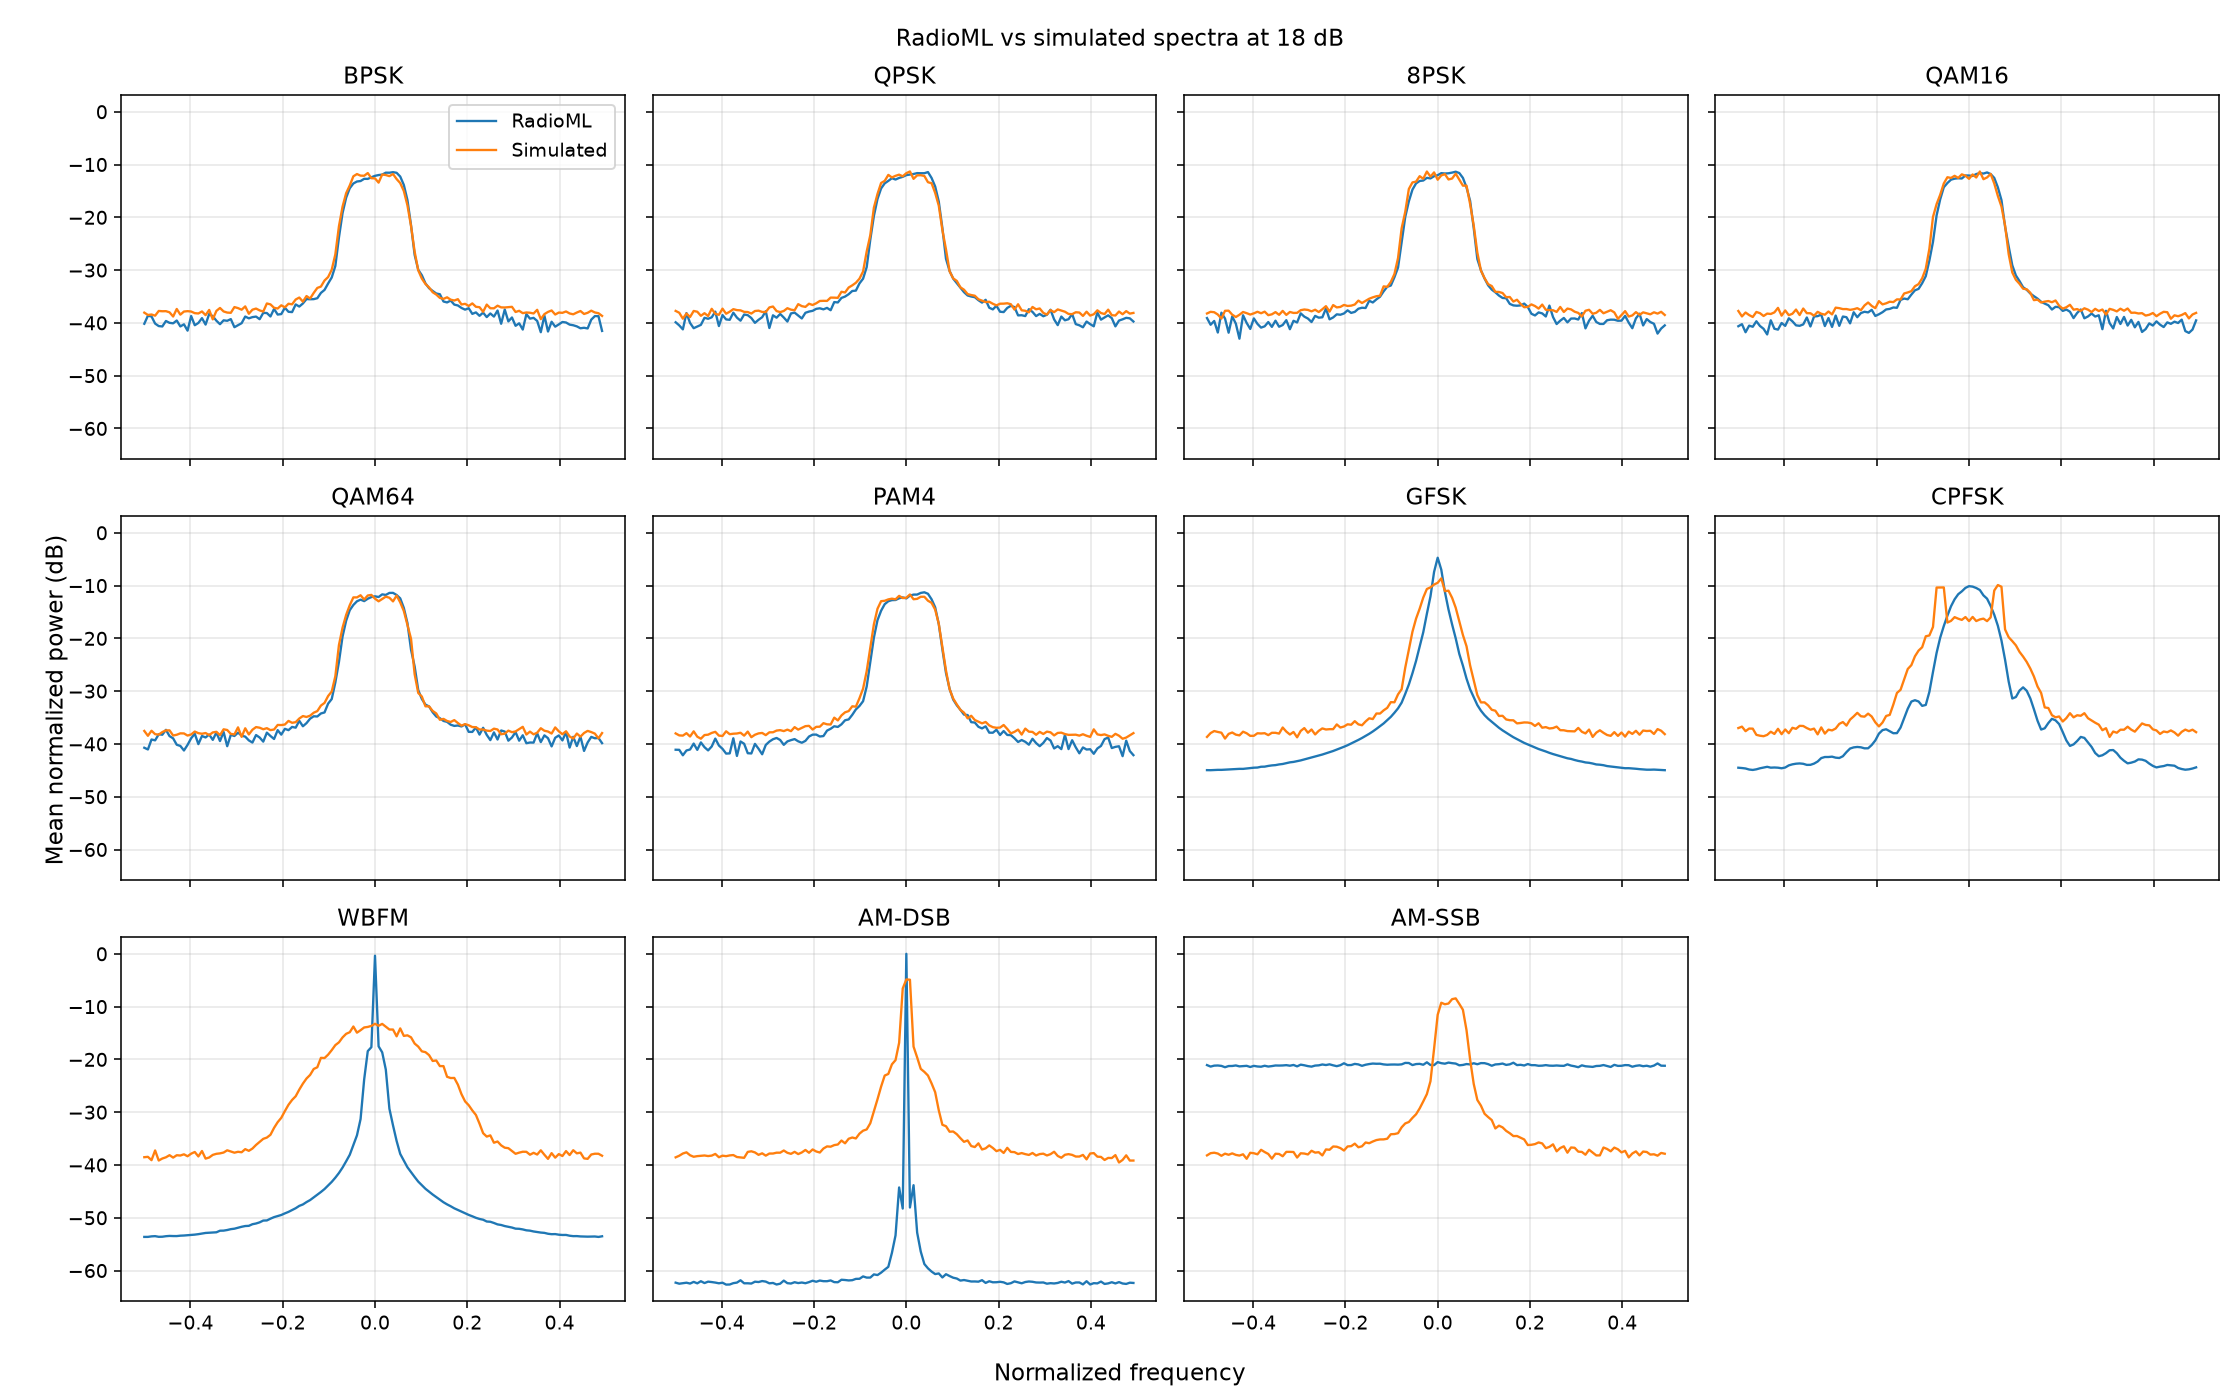 RadioML vs simulated spectra at 18 dB
BPSK
QPSK
8PSK
QAM16
RadioML
Simulated
0
−10
−20
−30
−40
−50
−60
QAM64
PAM4
GFSK
CPFSK
Mean normalized power (dB)
0
−10
−20
−30
−40
−50
−60
WBFM
AM-DSB
AM-SSB
0
−10
−20
−30
−40
−50
−60
−0.4 −0.2 0.0 0.2 0.4
−0.4 −0.2 0.0 0.2 0.4
−0.4 −0.2 0.0 0.2 0.4
Normalized frequency